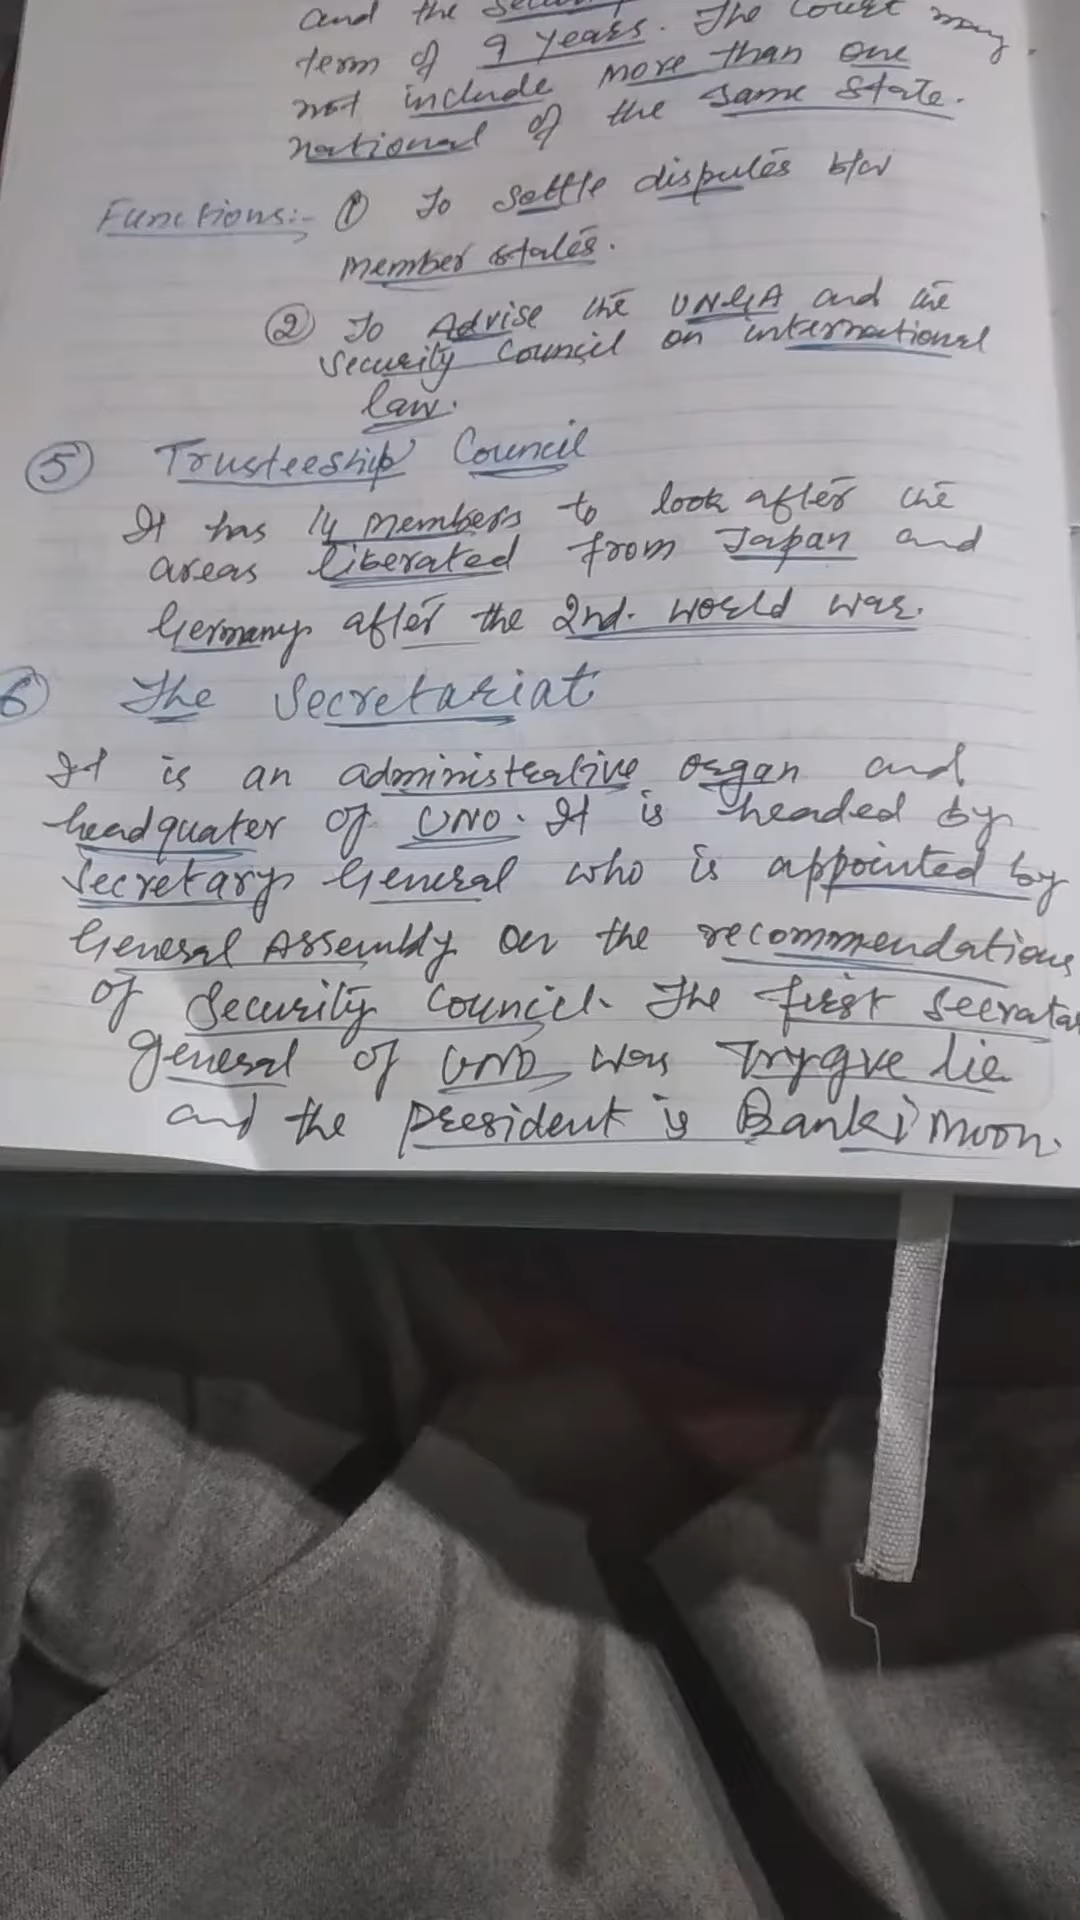 and the Secur
term of 9 years. The Court may
not include more than one
national of the same state.
Functions:- ① To settle disputes b/w
member states.
② To Advise the UNGA and the
Security Council on international
law.
⑤ Trusteeship Council
It has 14 members to look after the
areas liberated from Japan and
Germany after the 2nd. world war.
6 The Secretariat
It is an administrative organ and
headquater of UNO. It is headed by
Secretary General who is appointed by
General Assembly on the recommendations
of Security Council. The first Secretar
general of UNO was Trygve lie
and the president is Banki moon.